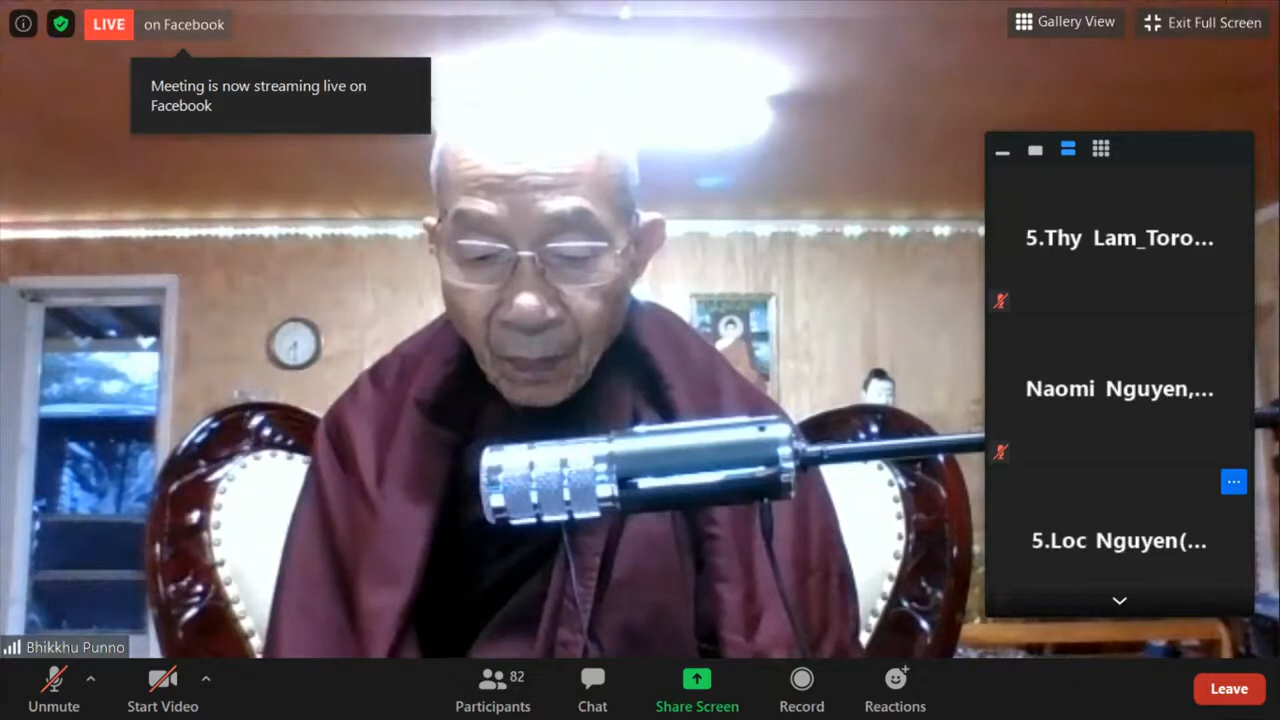 LIVE on Facebook
Gallery View
Exit Full Screen
Meeting is now streaming live on
Facebook
5.Thy Lam_Toro...
Naomi Nguyen,...
5.Loc Nguyen(...
Bhikkhu Punno
Unmute
Start Video
Participants
82
Chat
Share Screen
Record
Reactions
Leave